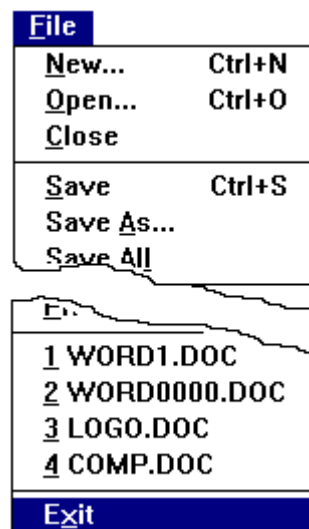 File
New... Ctrl+N
Open... Ctrl+O
Close
Save Ctrl+S
Save As...
Save All
1 WORD1.DOC
2 WORD0000.DOC
3 LOGO.DOC
4 COMP.DOC
Exit